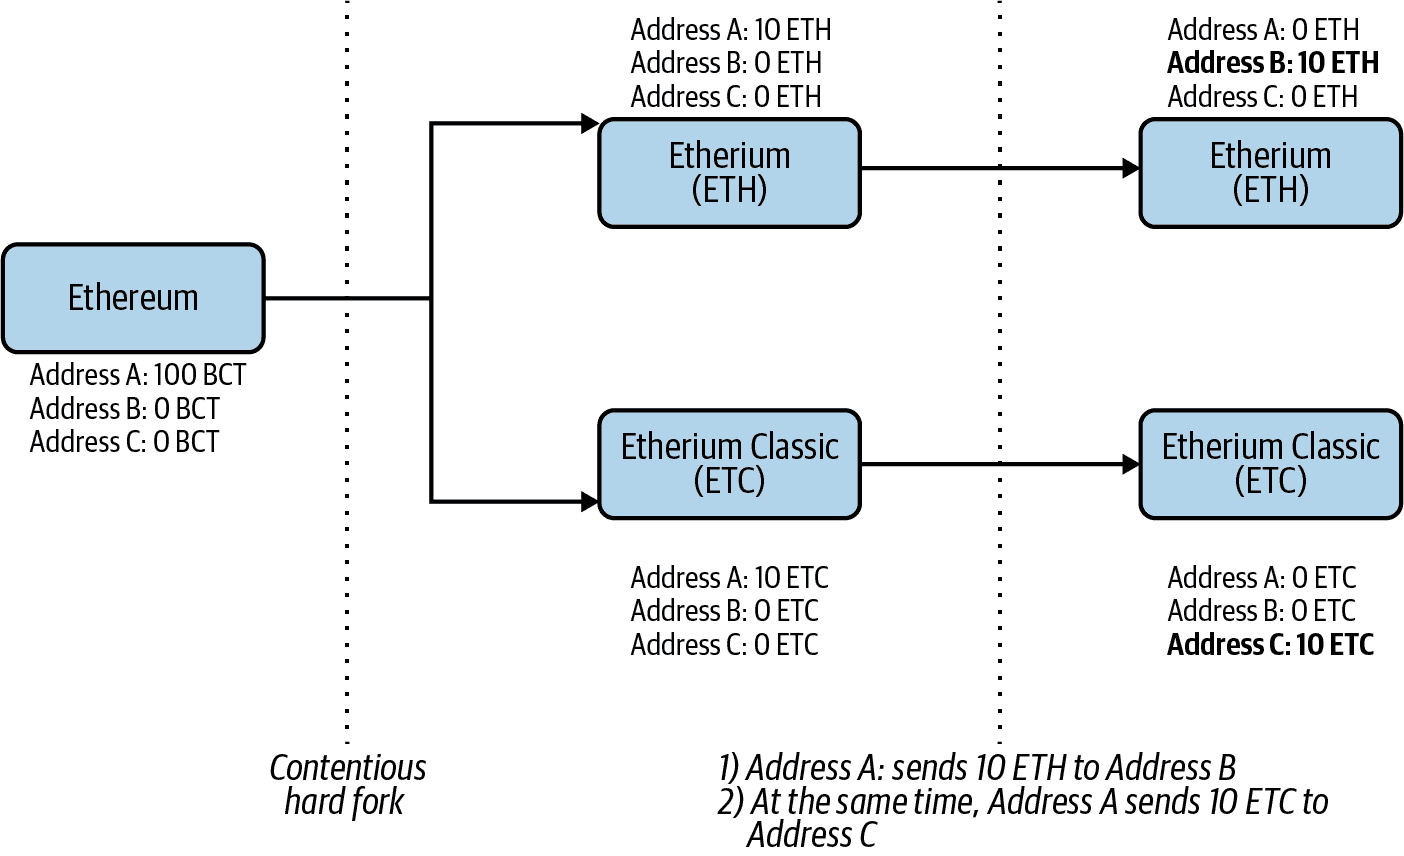 Ethereum
Address A: 100 BCT
Address B: 0 BCT
Address C: 0 BCT
Contentious
hard fork
Address A: 10 ETH
Address B: 0 ETH
Address C: 0 ETH
Etherium
(ETH)
Etherium Classic
(ETC)
Address A: 10 ETC
Address B: 0 ETC
Address C: 0 ETC
Address A: 0 ETH
Address B: 10 ETH
Address C: 0 ETH
Etherium
(ETH)
Etherium Classic
(ETC)
Address A: 0 ETC
Address B: 0 ETC
Address C: 10 ETC
1) Address A: sends 10 ETH to Address B
2) At the same time, Address A sends 10 ETC to
Address C